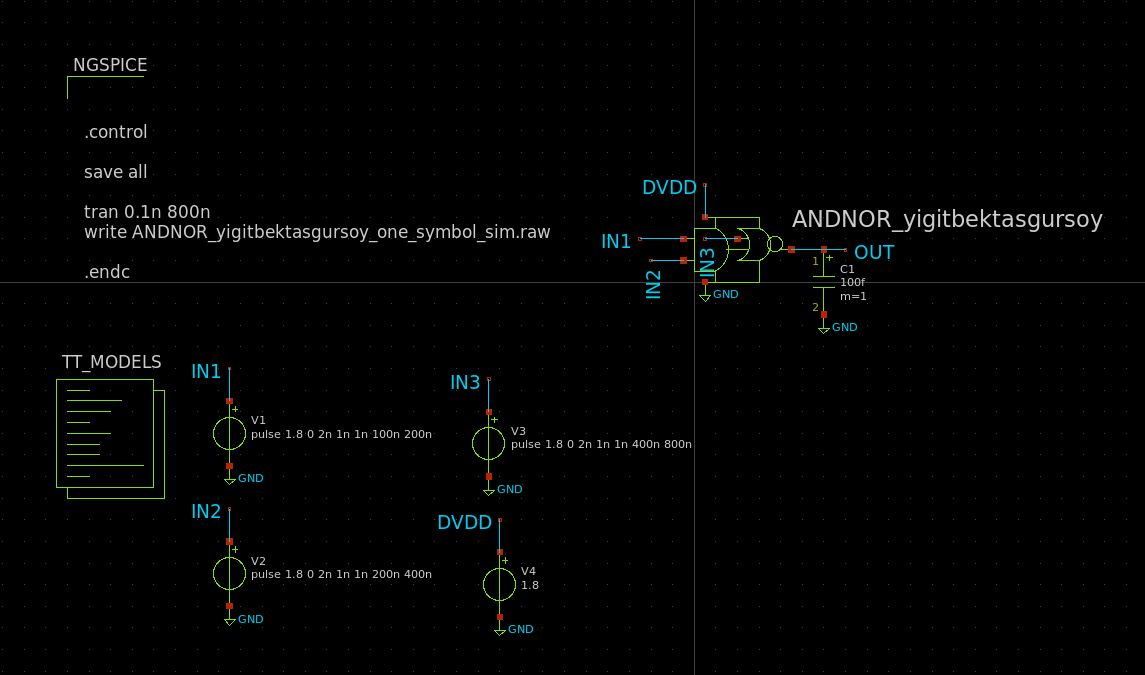 NGSPICE
.control
save all
tran 0.1n 800n
write ANDNOR_yigitbektasgursoy_one_symbol_sim.raw
.endc
DVDD
ANDNOR_yigitbektasgursoy
IN1
IN2
IN3
GND
OUT
1
+
C1
100f
m=1
2
GND
TT_MODELS
IN1
+
V1
pulse 1.8 0 2n 1n 1n 100n 200n
GND
IN3
+
V3
pulse 1.8 0 2n 1n 1n 400n 800n
GND
IN2
+
V2
pulse 1.8 0 2n 1n 1n 200n 400n
GND
DVDD
+
V4
1.8
GND